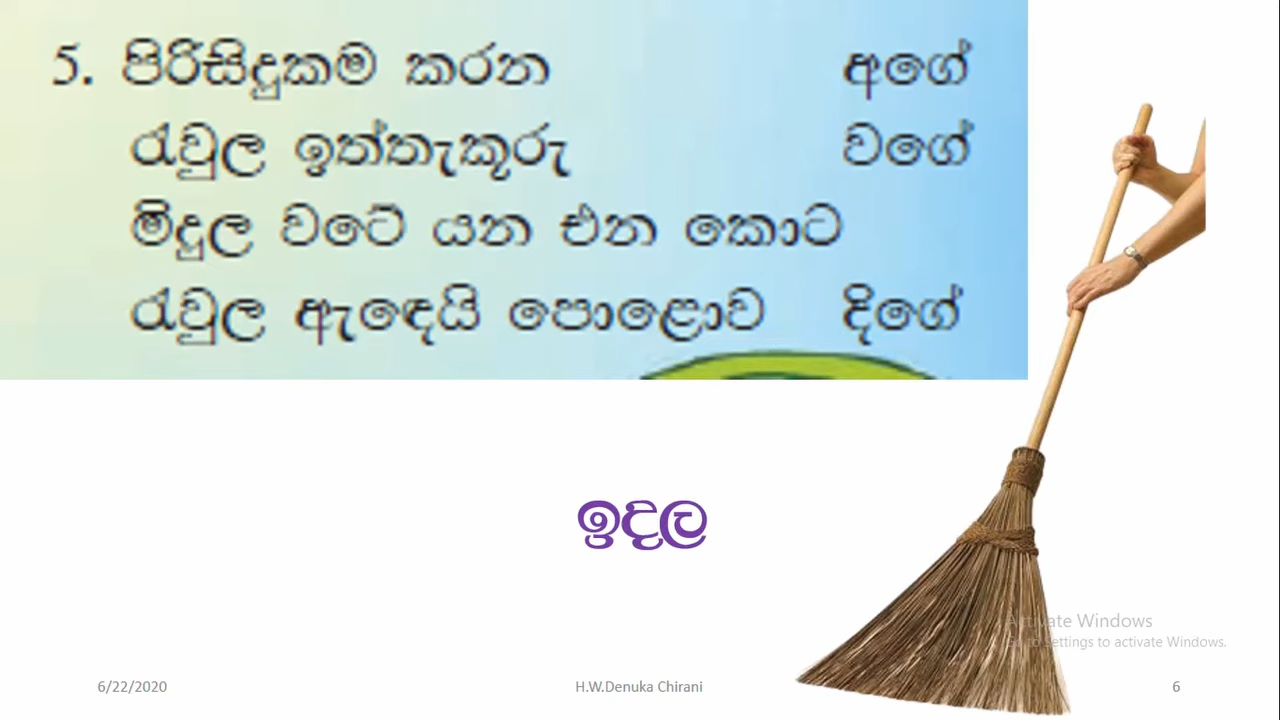 5. පිරිසිදුකම කරන අගේ
රැවුල ඉත්තෑකූරු වගේ
මිදුල වටේ යන එන කොට
රැවුල ඇඳෙයි පොළොව දිගේ
ඉදල
Activate Windows
Go to Settings to activate Windows.
6/22/2020 H.W.Denuka Chirani 6